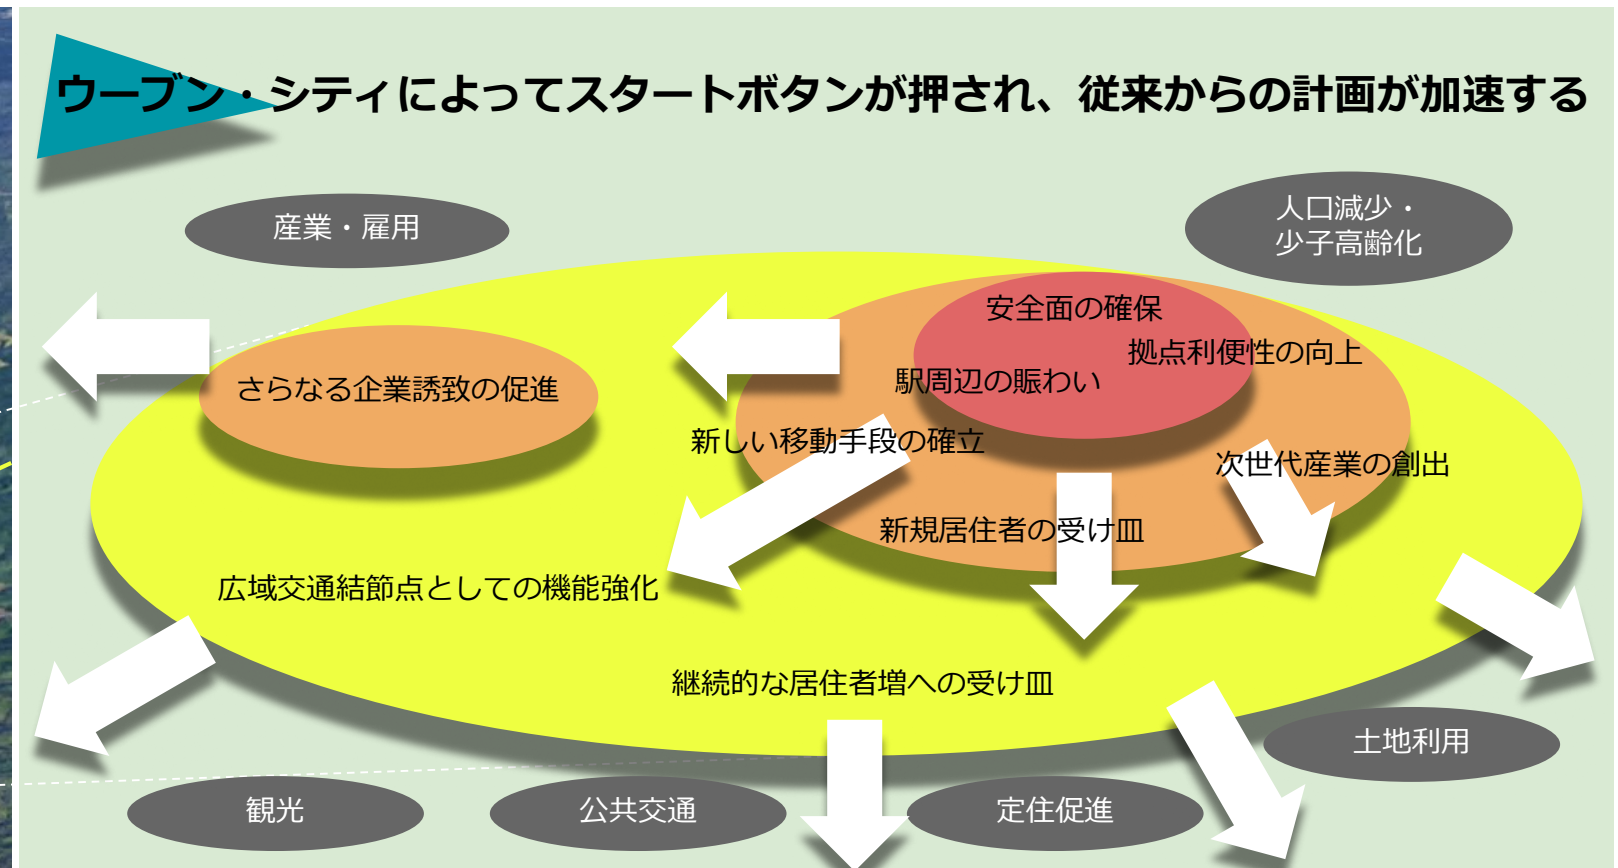 ウーブン・シティによってスタートボタンが押され、従来からの計画が加速する
産業・雇用
人口減少・
少子高齢化
安全面の確保
拠点利便性の向上
駅周辺の賑わい
さらなる企業誘致の促進
新しい移動手段の確立
次世代産業の創出
新規居住者の受け皿
広域交通結節点としての機能強化
継続的な居住者増への受け皿
土地利用
観光
公共交通
定住促進